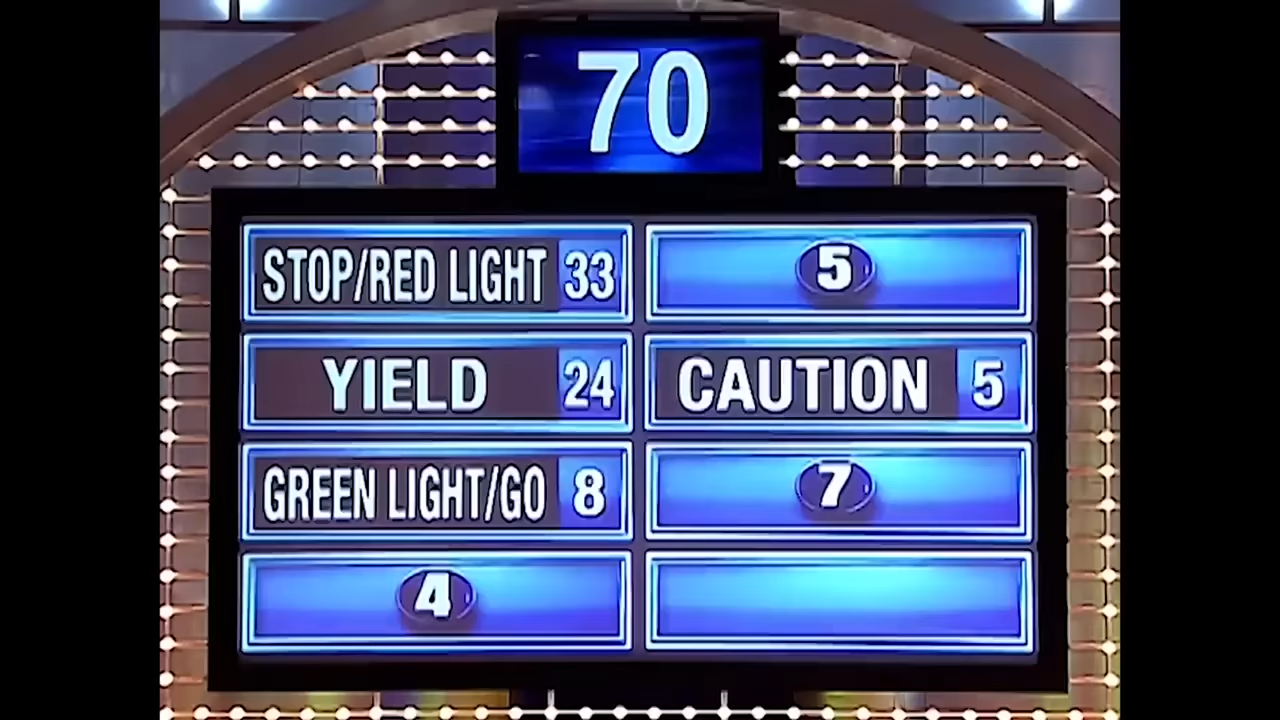 70
STOP/RED LIGHT 33
YIELD 24
GREEN LIGHT/GO 8
4
5
CAUTION 5
7